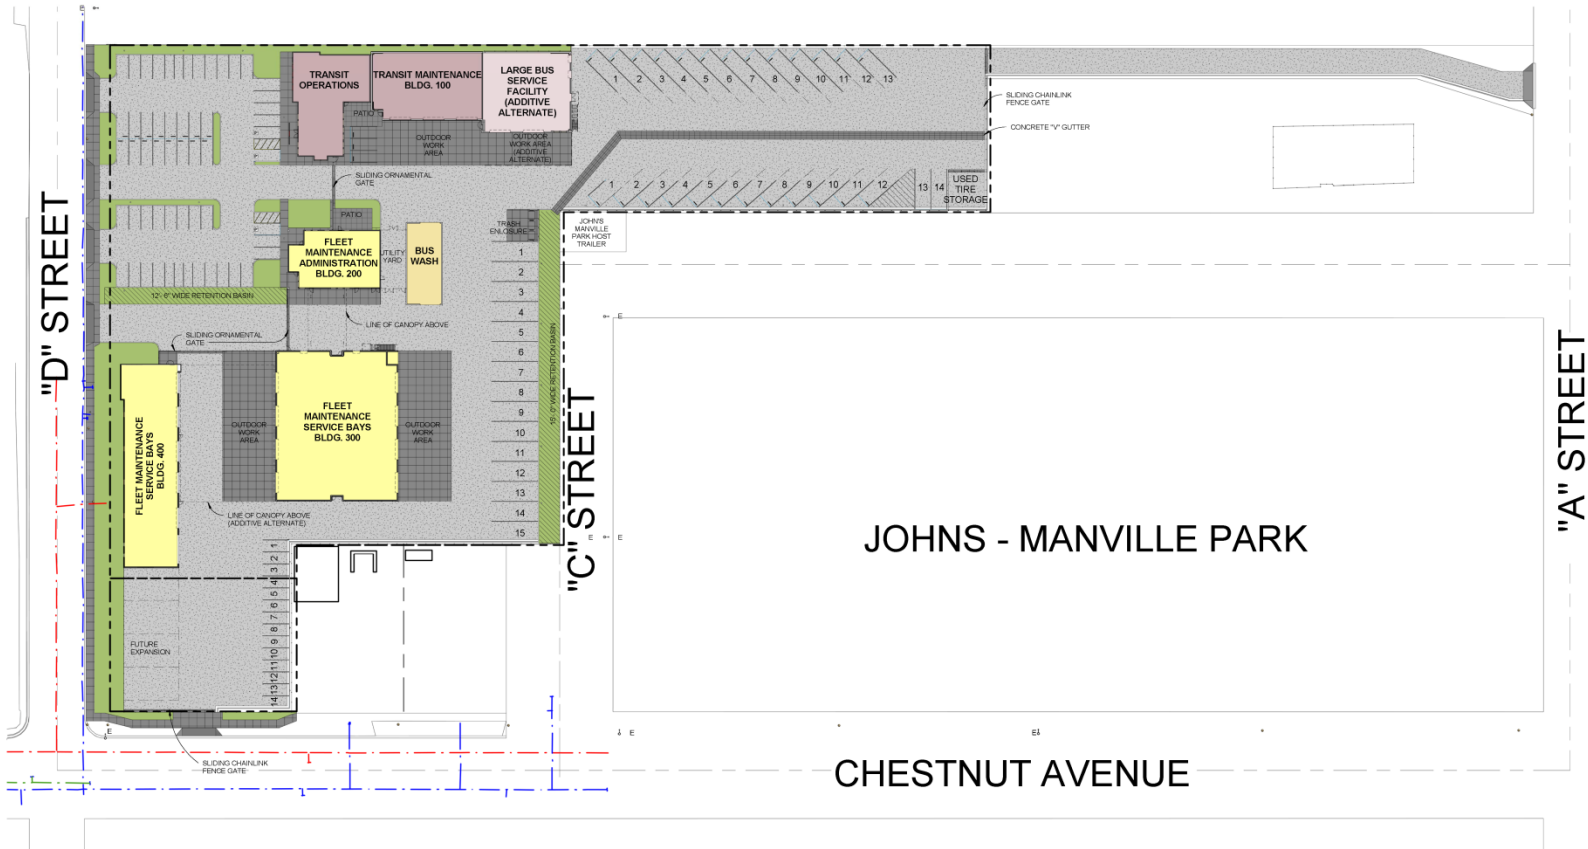 TRANSIT
OPERATIONS
TRANSIT MAINTENANCE
BLDG. 100
LARGE BUS
SERVICE
FACILITY
(ADDITIVE
ALTERNATE)
1 2 3 4 5 6 7 8 9 10 11 12 13
SLIDING CHAINLINK
FENCE GATE
CONCRETE "V" GUTTER
PATIO
OUTDOOR
WORK
AREA
OUTDOOR
WORK AREA
(ADDITIVE
ALTERNATE)
SLIDING ORNAMENTAL
GATE
1 2 3 4 5 6 7 8 9 10 11 12 13 14
USED
TIRE
STORAGE
PATIO
TRASH
ENCLOSURE
JOHN'S
MANVILLE
PARK HOST
TRAILER
FLEET
MAINTENANCE
ADMINISTRATION
BLDG. 200
UTILITY
YARD
BUS
WASH
12'- 6" WIDE RETENTION BASIN
LINE OF CANOPY ABOVE
SLIDING ORNAMENTAL
GATE
1
2
3
4
5
6
7
8
9
10
11
12
13
14
15
15'- 0" WIDE RETENTION BASIN
"D" STREET
"C" STREET
"A" STREET
FLEET MAINTENANCE
SERVICE BAYS
BLDG. 400
OUTDOOR
WORK
AREA
FLEET
MAINTENANCE
SERVICE BAYS
BLDG. 300
OUTDOOR
WORK
AREA
LINE OF CANOPY ABOVE
(ADDITIVE ALTERNATE)
JOHNS - MANVILLE PARK
1
2
3
4
5
6
7
8
9
10
11
12
13
14
FUTURE
EXPANSION
SLIDING CHAINLINK
FENCE GATE
E
E
E
E
E
E
CHESTNUT AVENUE